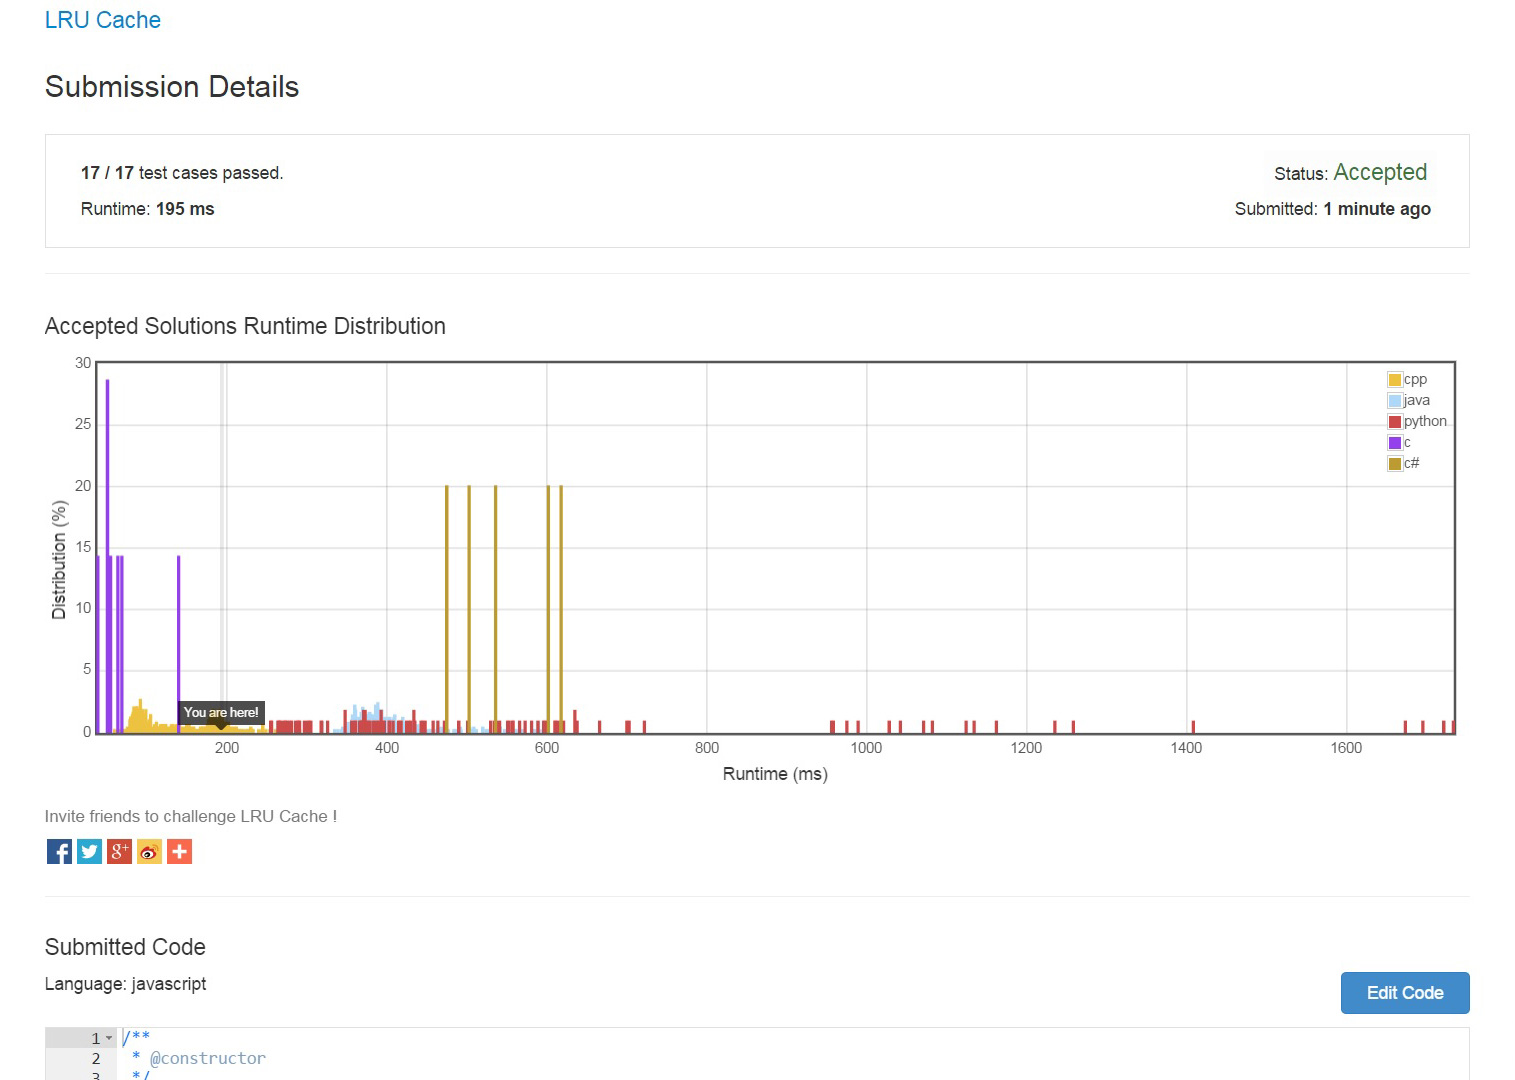 LRU Cache
Submission Details
17 / 17 test cases passed.
Status: Accepted
Runtime: 195 ms
Submitted: 1 minute ago
Accepted Solutions Runtime Distribution
30
25
20
15
10
5
0
Distribution (%)
cpp
java
python
c
c#
You are here!
200 400 600 800 1000 1200 1400 1600
Runtime (ms)
Invite friends to challenge LRU Cache !
Submitted Code
Language: javascript
Edit Code
1 /**
2 * @constructor
3 */